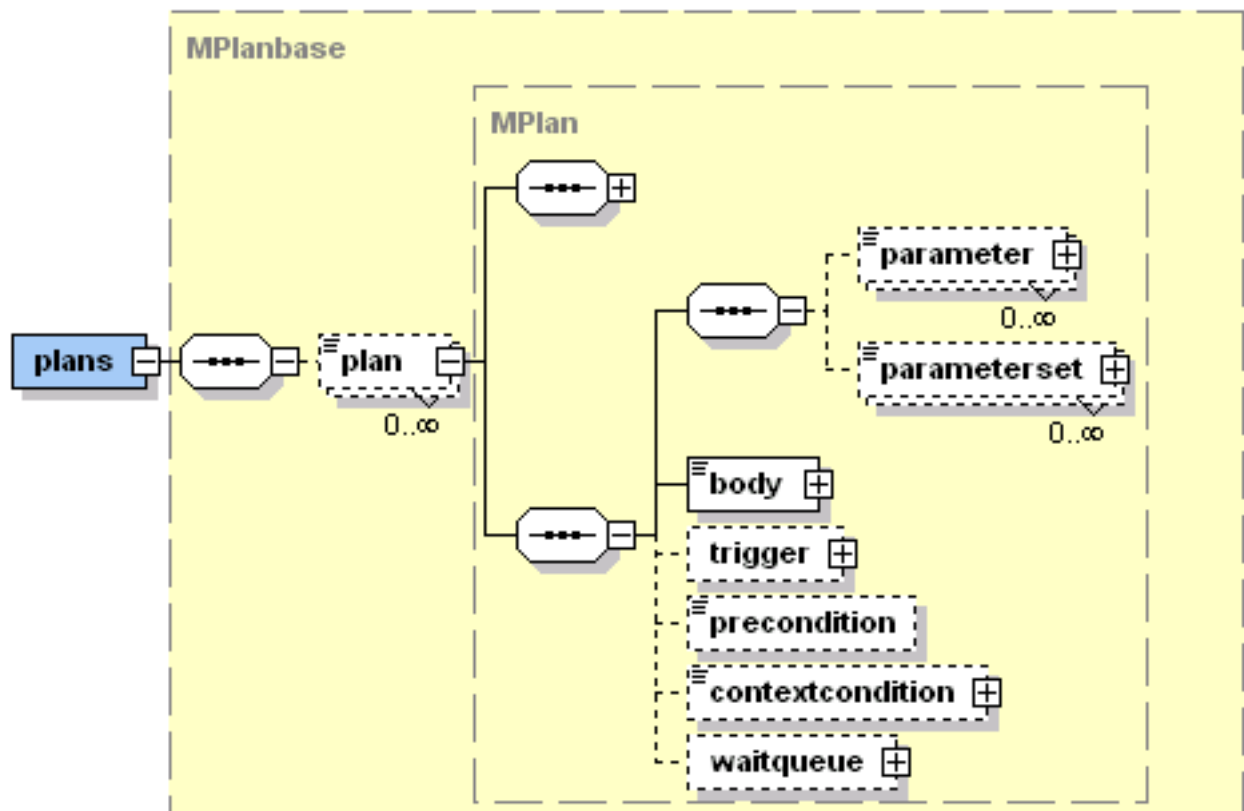 MPlanbase
MPlan
parameter
0..∞
plans
plan
0..∞
parameterset
0..∞
body
trigger
precondition
contextcondition
waitqueue